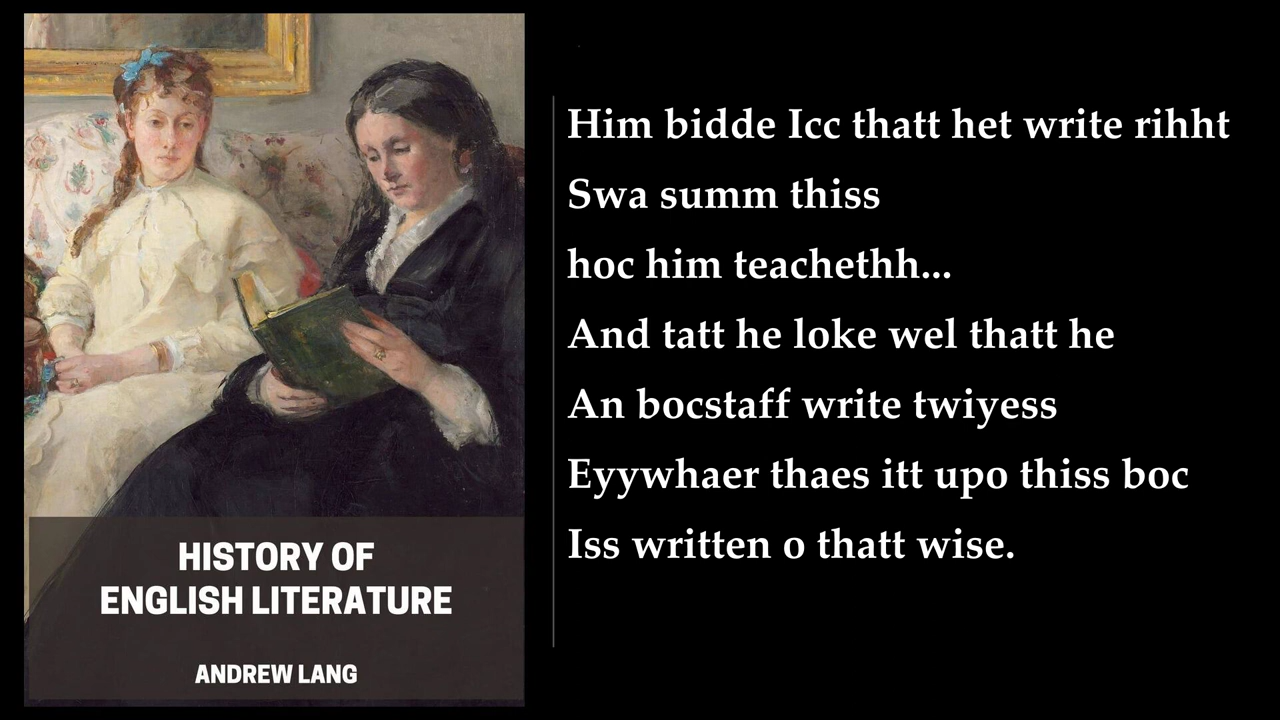 HISTORY OF
ENGLISH LITERATURE
ANDREW LANG
Him bidde Icc thatt het write rihht
Swa summ thiss
hoc him teachethh...
And tatt he loke wel thatt he
An bocstaff write twiyess
Eyywhaer thaes itt upo thiss boc
Iss written o thatt wise.